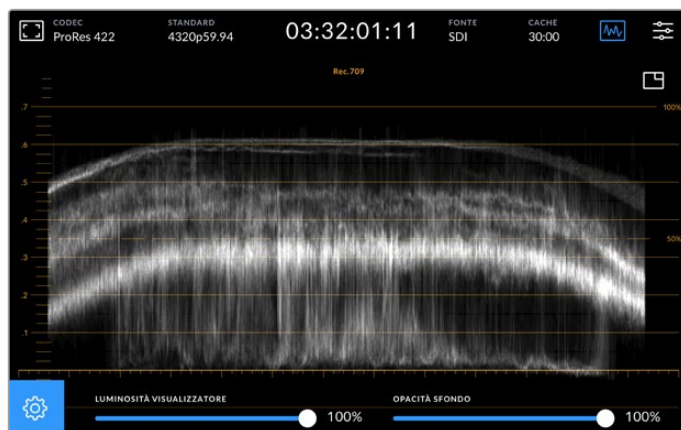 CODEC
ProRes 422
STANDARD
4320p59.94
03:32:01:11
FONTE
SDI
CACHE
30:00
Rec.709
.7
100%
.6
.5
.4
.3
50%
.2
.1
LUMINOSITÀ VISUALIZZATORE
100%
OPACITÀ SFONDO
100%